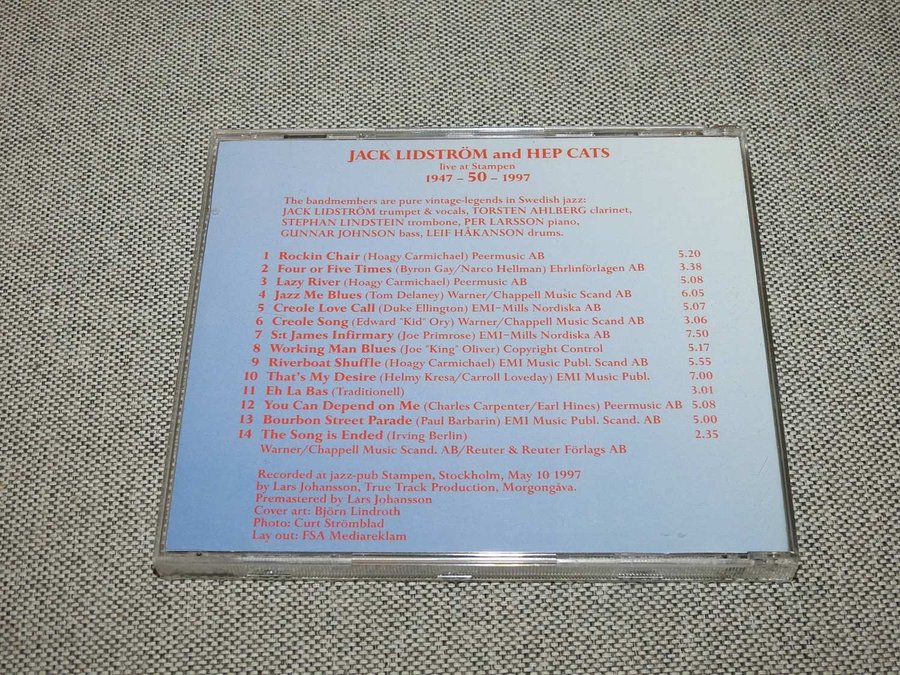 JACK LIDSTRÖM and HEP CATS
live at Stampen
1947 – 50 – 1997
The bandmembers are pure vintage-legends in Swedish jazz:
JACK LIDSTRÖM trumpet & vocals, TORSTEN AHLBERG clarinet,
STEPHAN LINDSTEIN trombone, PER LARSSON piano,
GUNNAR JOHNSON bass, LEIF HÅKANSON drums.
1 Rockin Chair (Hoagy Carmichael) Peermusic AB 5.20
2 Four or Five Times (Byron Gay/Narco Hellman) Ehrlinförlagen AB 3.38
3 Lazy River (Hoagy Carmichael) Peermusic AB 5.08
4 Jazz Me Blues (Tom Delaney) Warner/Chappell Music Scand AB 6.05
5 Creole Love Call (Duke Ellington) EMI-Mills Nordiska AB 5.07
6 Creole Song (Edward "Kid" Ory) Warner/Chappell Music Scand AB 3.06
7 S:t James Infirmary (Joe Primrose) EMI-Mills Nordiska AB 7.50
8 Working Man Blues (Joe "King" Oliver) Copyright Control 5.17
9 Riverboat Shuffle (Hoagy Carmichael) EMI Music Publ. Scand AB 5.55
10 That's My Desire (Helmy Kresa/Carroll Loveday) EMI Music Publ. 7.00
11 Eh La Bas (Traditionell) 3.01
12 You Can Depend on Me (Charles Carpenter/Earl Hines) Peermusic AB 5.08
13 Bourbon Street Parade (Paul Barbarin) EMI Music Publ. Scand. AB 5.00
14 The Song is Ended (Irving Berlin) 2.35
Warner/Chappell Music Scand. AB/Reuter & Reuter Förlags AB
Recorded at jazz-pub Stampen, Stockholm, May 10 1997
by Lars Johansson, True Track Production, Morgongåva.
Premastered by Lars Johansson
Cover art: Björn Lindroth
Photo: Curt Strömblad
Lay out: FSA Mediareklam